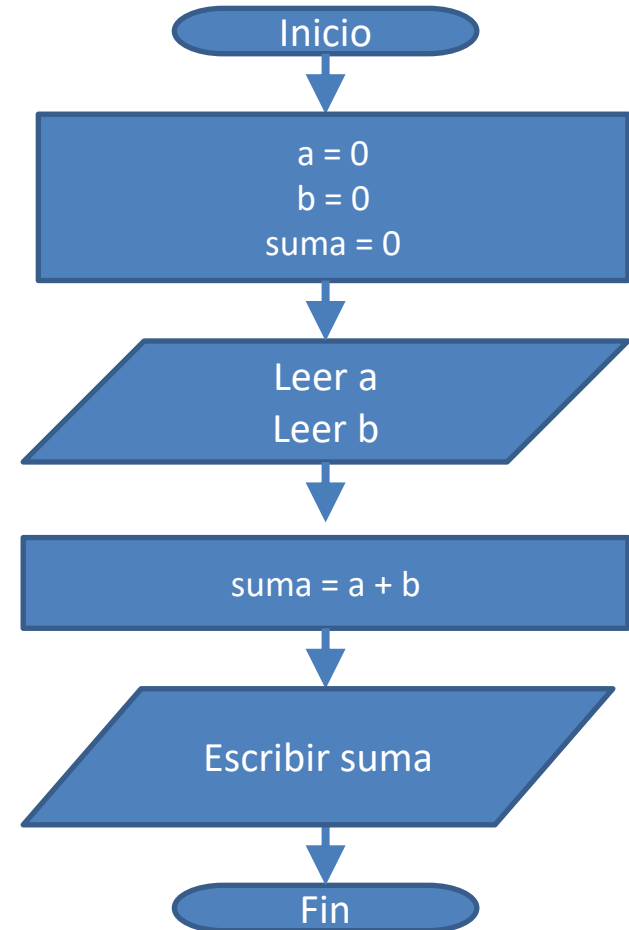 Inicio
a = 0
b = 0
suma = 0
Leer a
Leer b
suma = a + b
Escribir suma
Fin